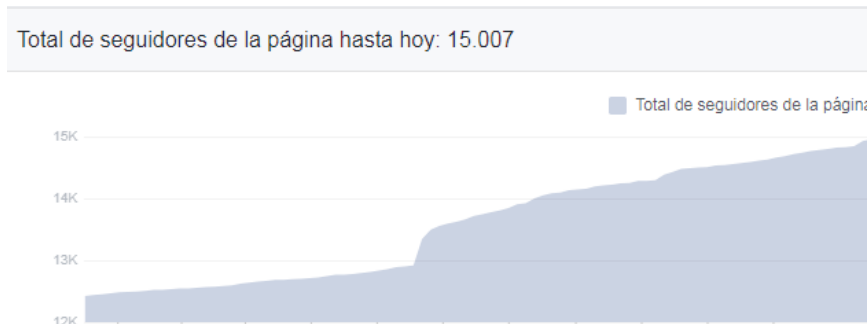 Total de seguidores de la página hasta hoy: 15.007
Total de seguidores de la página
15K
14K
13K
12K